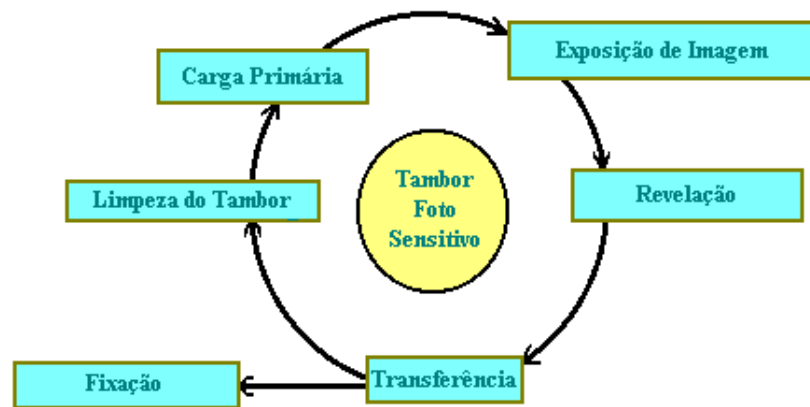 Exposição de Imagem
Carga Primária
Tambor
Foto
Sensitivo
Limpeza do Tambor
Revelação
Fixação
Transferência